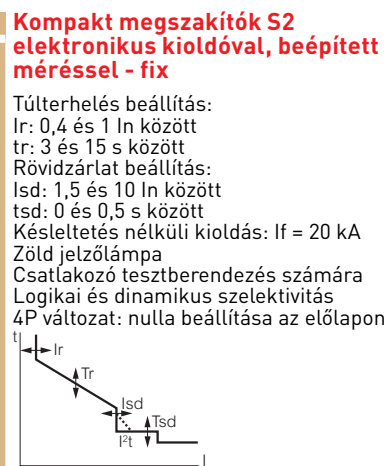 Kompakt megszakítók S2
elektronikus kioldóval, beépített
méréssel - fix
Túlterhelés beállítás:
Ir: 0,4 és 1 In között
tr: 3 és 15 s között
Rövidzárlat beállítás:
Isd: 1,5 és 10 In között
tsd: 0 és 0,5 s között
Késleltetés nélküli kioldás: If = 20 kA
Zöld jelzőlámpa
Csatlakozó tesztberendezés számára
Logikai és dinamikus szelektivitás
4P változat: nulla beállítása az előlapon
t
Ir
Tr
Isd
Tsd
I²t
I